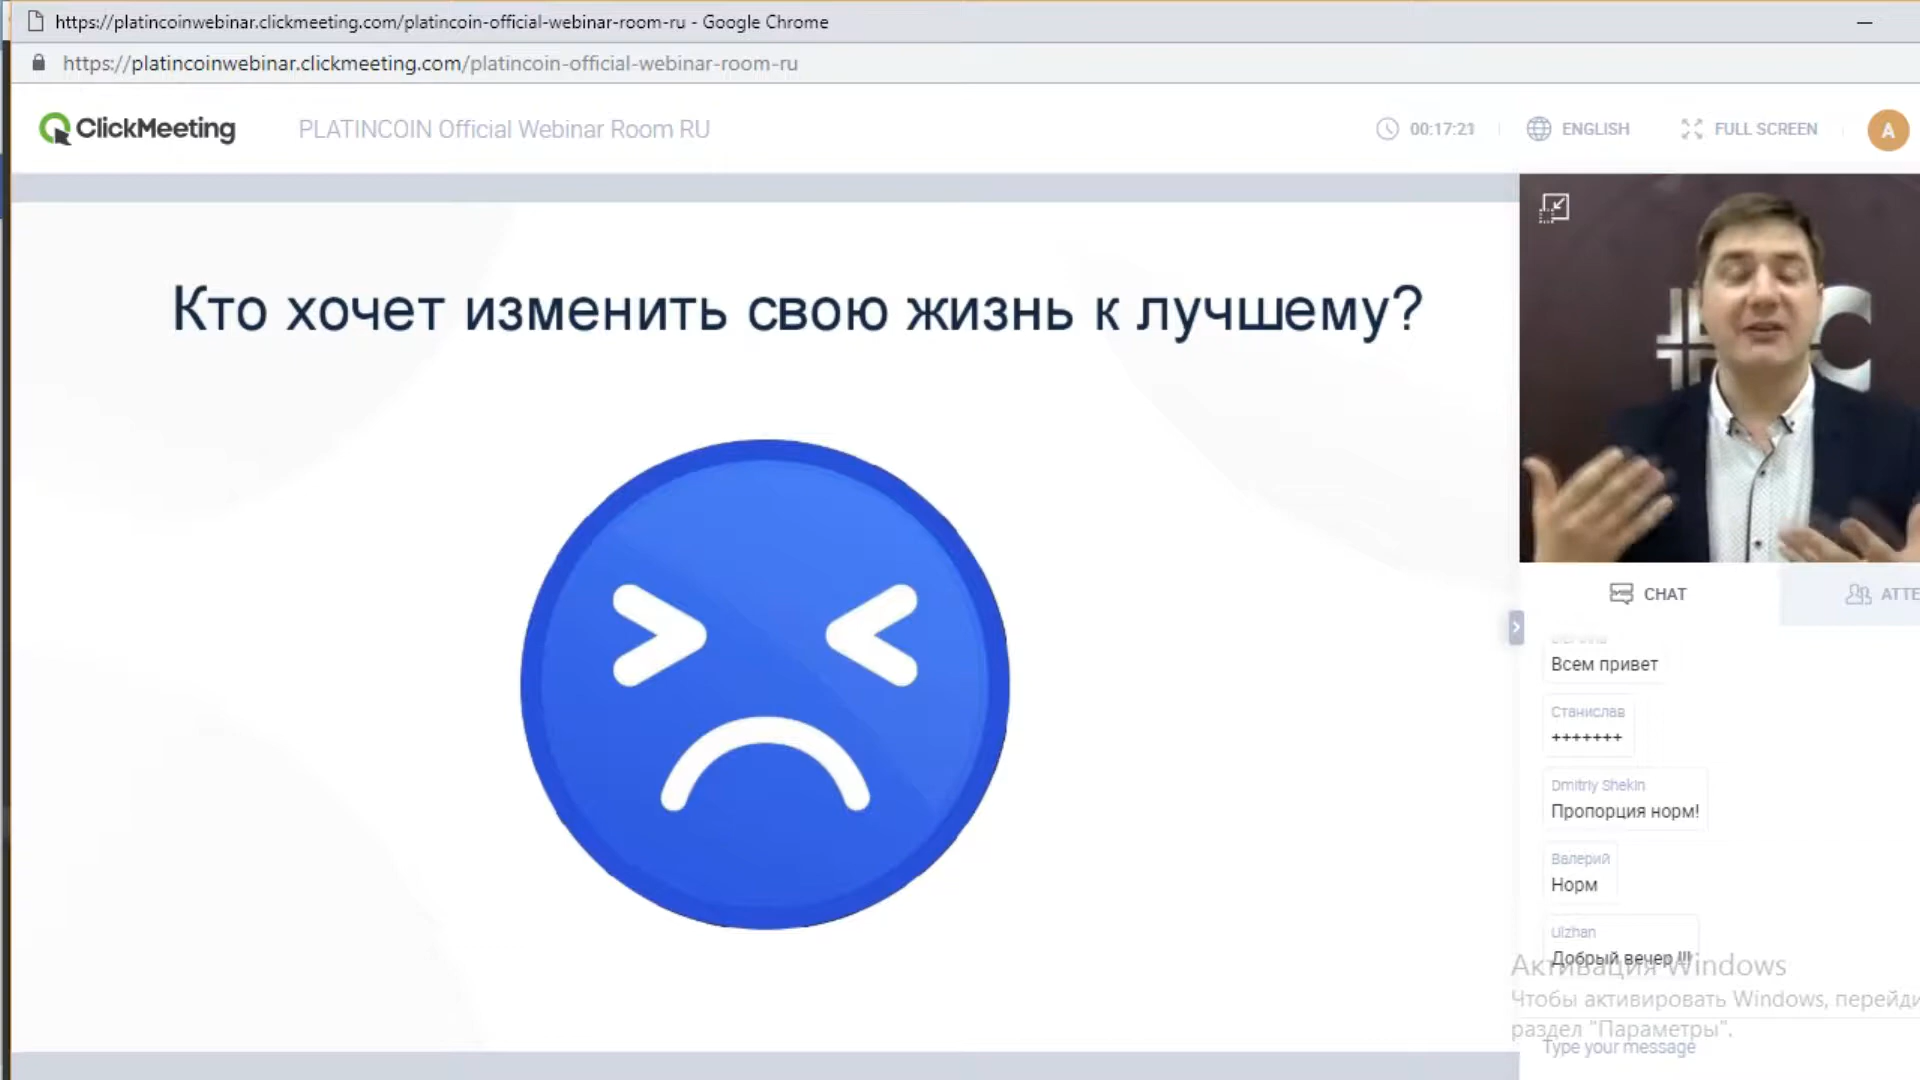 https://platincoinwebinar.clickmeeting.com/platincoin-official-webinar-room-ru - Google Chrome
https://platincoinwebinar.clickmeeting.com/platincoin-official-webinar-room-ru
ClickMeeting
PLATINCOIN Official Webinar Room RU
00:17:21
ENGLISH
FULL SCREEN
A
Кто хочет изменить свою жизнь к лучшему?
C
CHAT
ATTE
Всем привет
Станислав
+++++++
Dmitriy Shekin
Пропорция норм!
Валерий
Норм
Ulzhan
Добрый вечер !!!
Активация Windows
Чтобы активировать Windows, перейди
раздел "Параметры".
Type your message